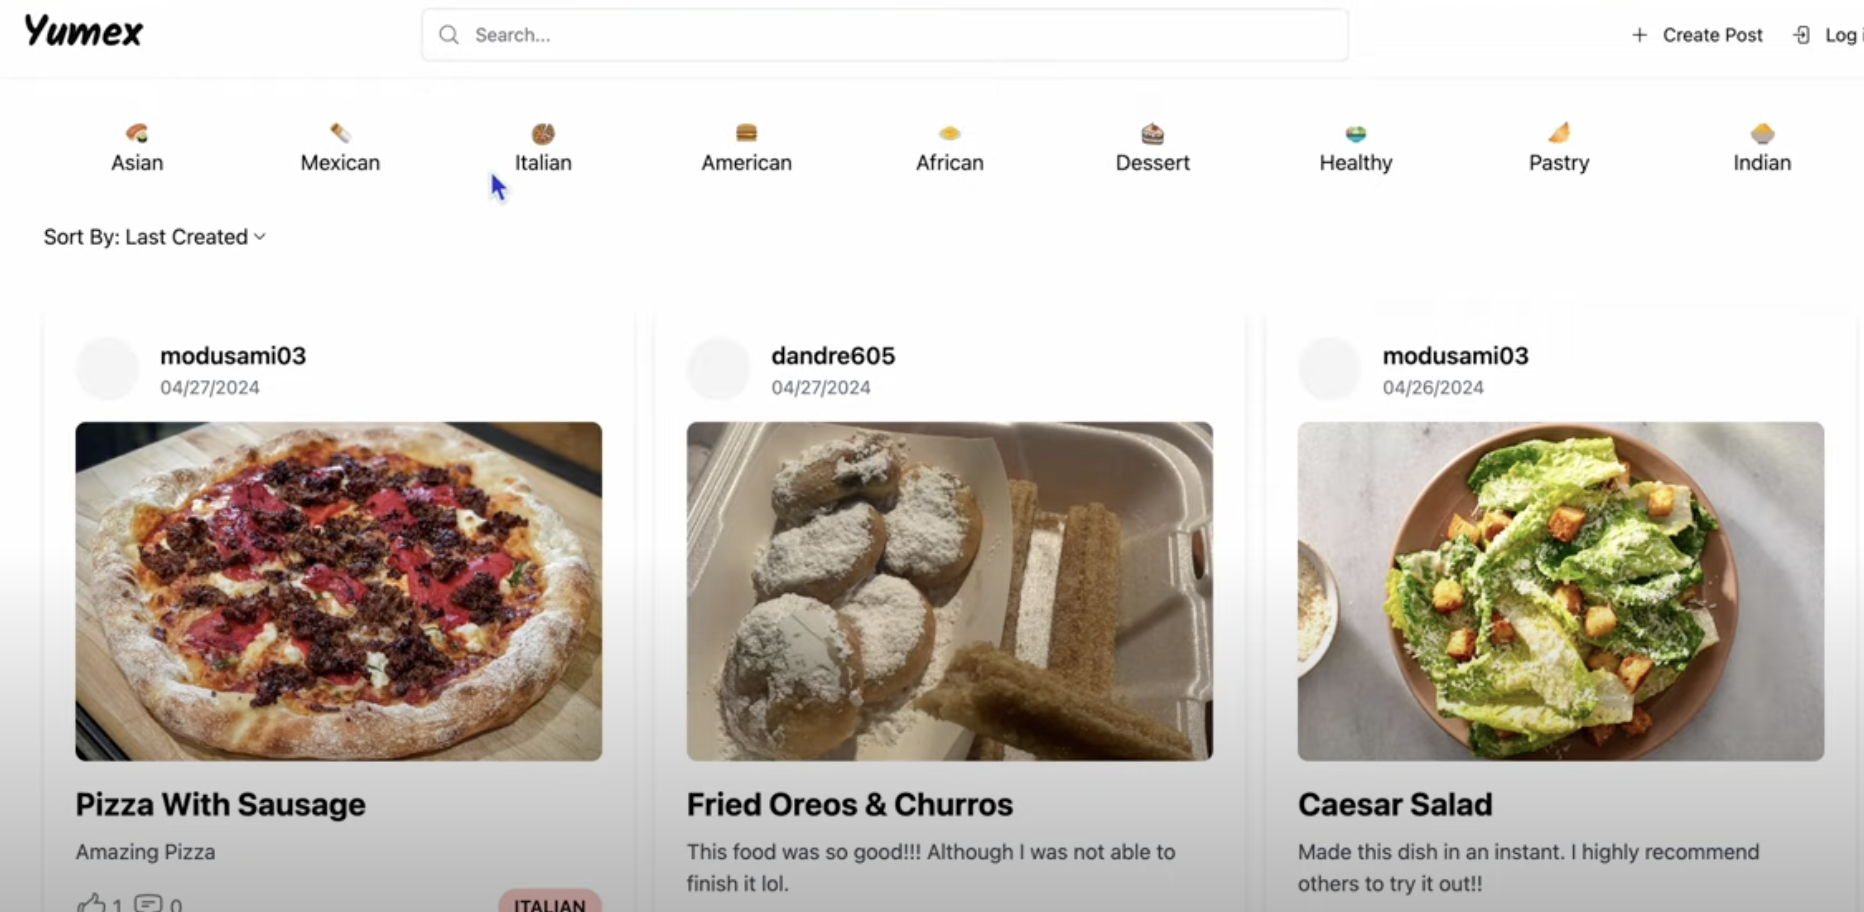 Yumex
Search...
Create Post
Log
Asian
Mexican
Italian
American
African
Dessert
Healthy
Pastry
Indian
Sort By: Last Created
modusami03
04/27/2024
Pizza With Sausage
Amazing Pizza
1 0
ITALIAN
dandre605
04/27/2024
Fried Oreos & Churros
This food was so good!!! Although I was not able to
finish it lol.
modusami03
04/26/2024
Caesar Salad
Made this dish in an instant. I highly recommend
others to try it out!!